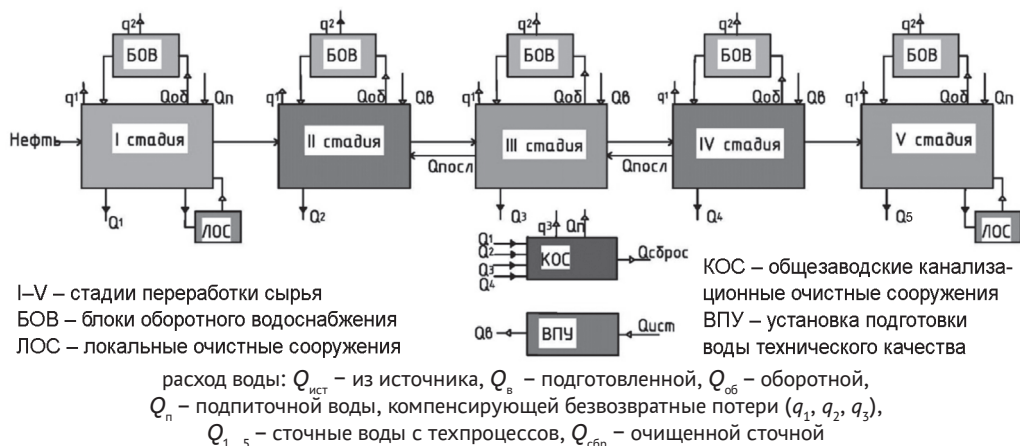 q2 q2 q2 q2 q2
БОВ БОВ БОВ БОВ БОВ
q1 Qоб Qп q1 Qоб Qв q1 Qоб Qв q1 Qоб Qв q1 Qоб Qп
Нефть I стадия II стадия III стадия IV стадия V стадия
Qпосл Qпосл
Q1 ЛОС Q2 Q3 Q4 Q5 ЛОС
q3 Qп
Q1
Q2
Q3
Q4
КОС Qсброс
I–V – стадии переработки сырья
БОВ – блоки оборотного водоснабжения
ЛОС – локальные очистные сооружения
Qв ВПУ Qист
КОС – общезаводские канализа-
ционные очистные сооружения
ВПУ – установка подготовки
воды технического качества
расход воды: Qист – из источника, Qв – подготовленной, Qоб – оборотной,
Qп – подпиточной воды, компенсирующей безвозвратные потери (q1, q2, q3),
Q1…5 – сточные воды с техпроцессов, Qсбр – очищенной сточной